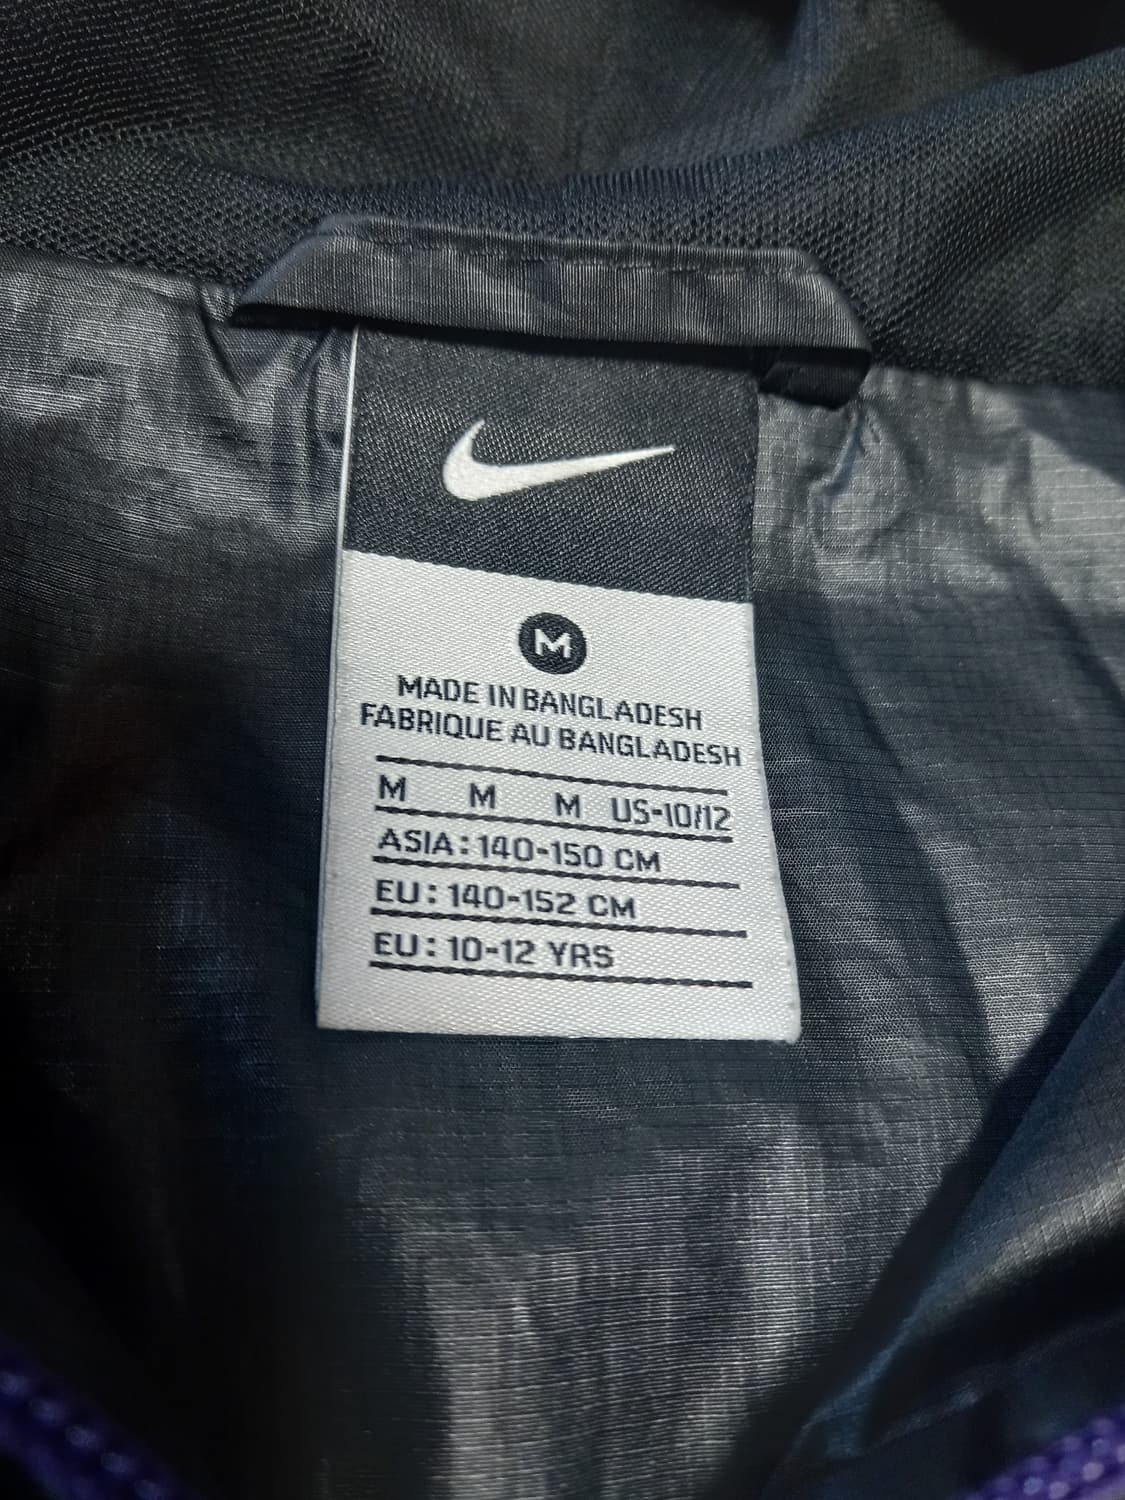 M
MADE IN BANGLADESH
FABRIQUE AU BANGLADESH
M M M US-10/12
ASIA: 140-150 CM
EU: 140-152 CM
EU: 10-12 YRS